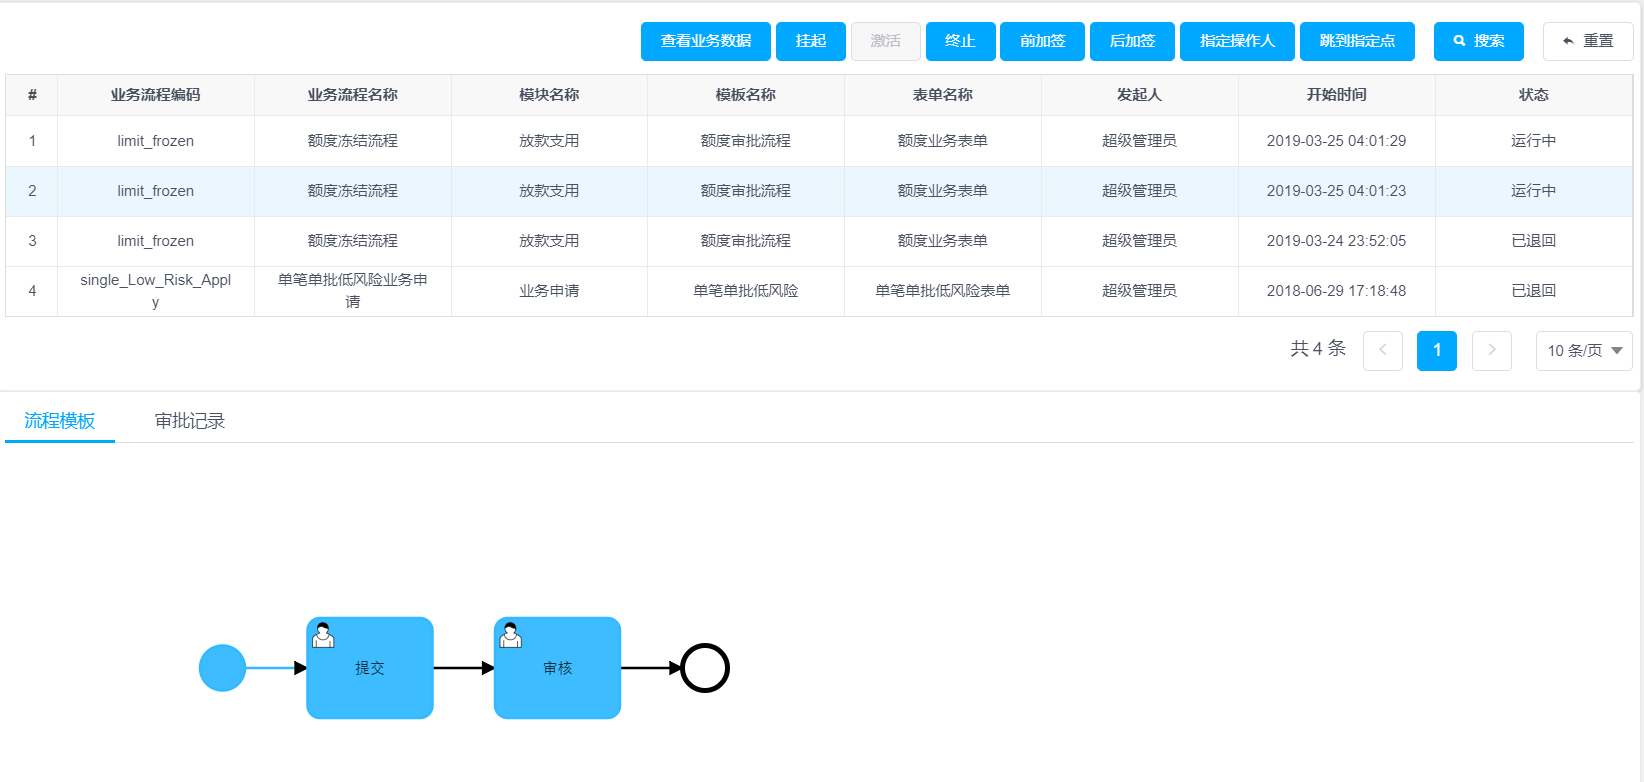 查看业务数据 挂起 激活 终止 前加签 后加签 指定操作人 跳到指定点 搜索 重置
# 业务流程编码 业务流程名称 模块名称 模板名称 表单名称 发起人 开始时间 状态
1 limit_frozen 额度冻结流程 放款支用 额度审批流程 额度业务表单 超级管理员 2019-03-25 04:01:29 运行中
2 limit_frozen 额度冻结流程 放款支用 额度审批流程 额度业务表单 超级管理员 2019-03-25 04:01:23 运行中
3 limit_frozen 额度冻结流程 放款支用 额度审批流程 额度业务表单 超级管理员 2019-03-24 23:52:05 已退回
4 single_Low_Risk_Apply 单笔单批低风险业务申请 业务申请 单笔单批低风险 单笔单批低风险表单 超级管理员 2018-06-29 17:18:48 已退回
共 4 条 1 10 条/页
流程模板 审批记录
提交 审核